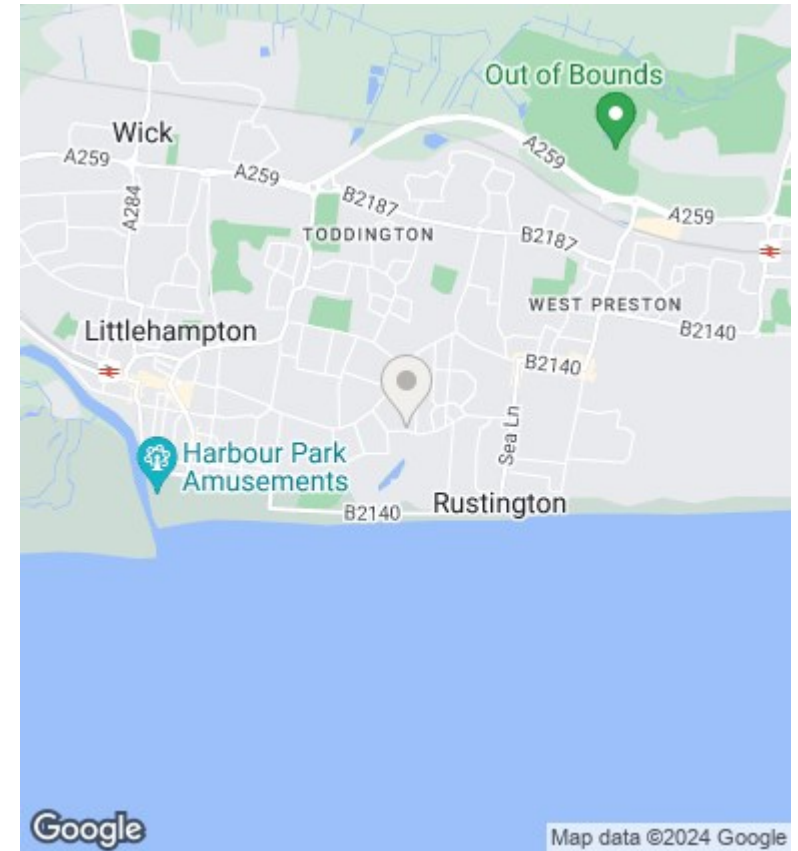 Out of Bounds
Wick
A259
A259
A259
A284
B2187
A259
TODDINGTON
B2187
WEST PRESTON
Littlehampton
B2140
B2140
Sea Ln
Harbour Park
Amusements
B2140
Rustington
Google
Map data ©2024 Google